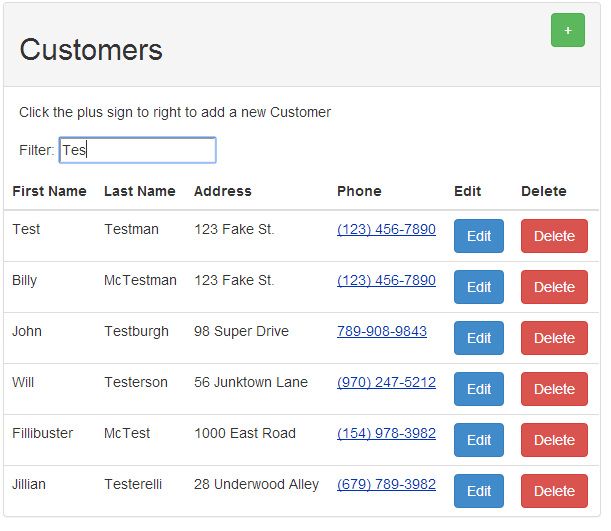 +
Customers
Click the plus sign to right to add a new Customer
Filter: Tes
First Name Last Name Address Phone Edit Delete
Test Testman 123 Fake St. (123) 456-7890 Edit Delete
Billy McTestman 123 Fake St. (123) 456-7890 Edit Delete
John Testburgh 98 Super Drive 789-908-9843 Edit Delete
Will Testerson 56 Junktown Lane (970) 247-5212 Edit Delete
Fillibuster McTest 1000 East Road (154) 978-3982 Edit Delete
Jillian Testerelli 28 Underwood Alley (679) 789-3982 Edit Delete